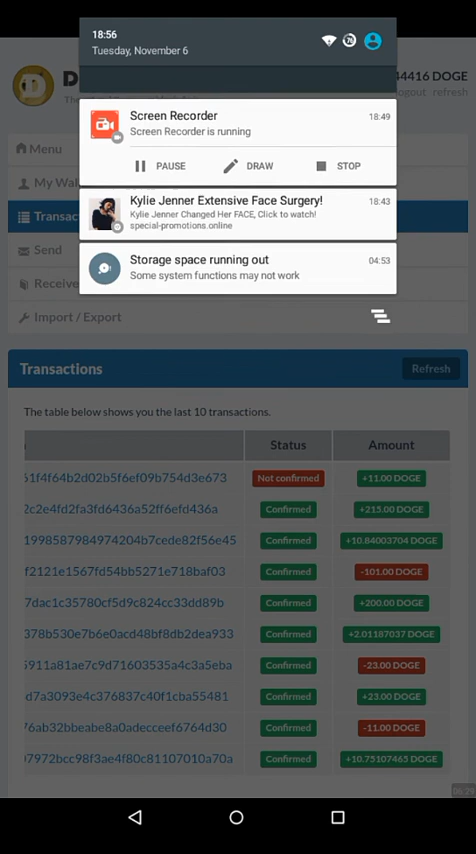 18:56
Tuesday, November 6
76
44416 DOGE
logout refresh
Screen Recorder 18:49
Screen Recorder is running
PAUSE DRAW STOP
Kylie Jenner Extensive Face Surgery! 18:43
Kylie Jenner Changed Her FACE, Click to watch!
special-promotions.online
Storage space running out 04:53
Some system functions may not work
Menu
My Wal
Transac
Send
Receive
Import / Export
Transactions Refresh
The table below shows you the last 10 transactions.
Status Amount
51f4f64b2d02b5f6ef09b754d3e673 Not confirmed +11.00 DOGE
2c2e4fd2fa3fd6436a52ff6efd436a Confirmed +215.00 DOGE
1998587984974204b7cede82f56e45 Confirmed +10.84003704 DOGE
f2121e1567fd54bb5271e718baf03 Confirmed -101.00 DOGE
7dac1c35780cf5d9c824cc33dd89b Confirmed +200.00 DOGE
378b530e7b6e0acd48bf8db2dea933 Confirmed +2.01187037 DOGE
5911a81ae7c9d71603535a4c3a5eba Confirmed -23.00 DOGE
d7a3093e4c376837c40f1cba55481 Confirmed +23.00 DOGE
76ab32bbeabe8a0adecceef6764d30 Confirmed -11.00 DOGE
07972bcc98f3ae4f80c81107010a70a Confirmed +10.75107465 DOGE
06:29